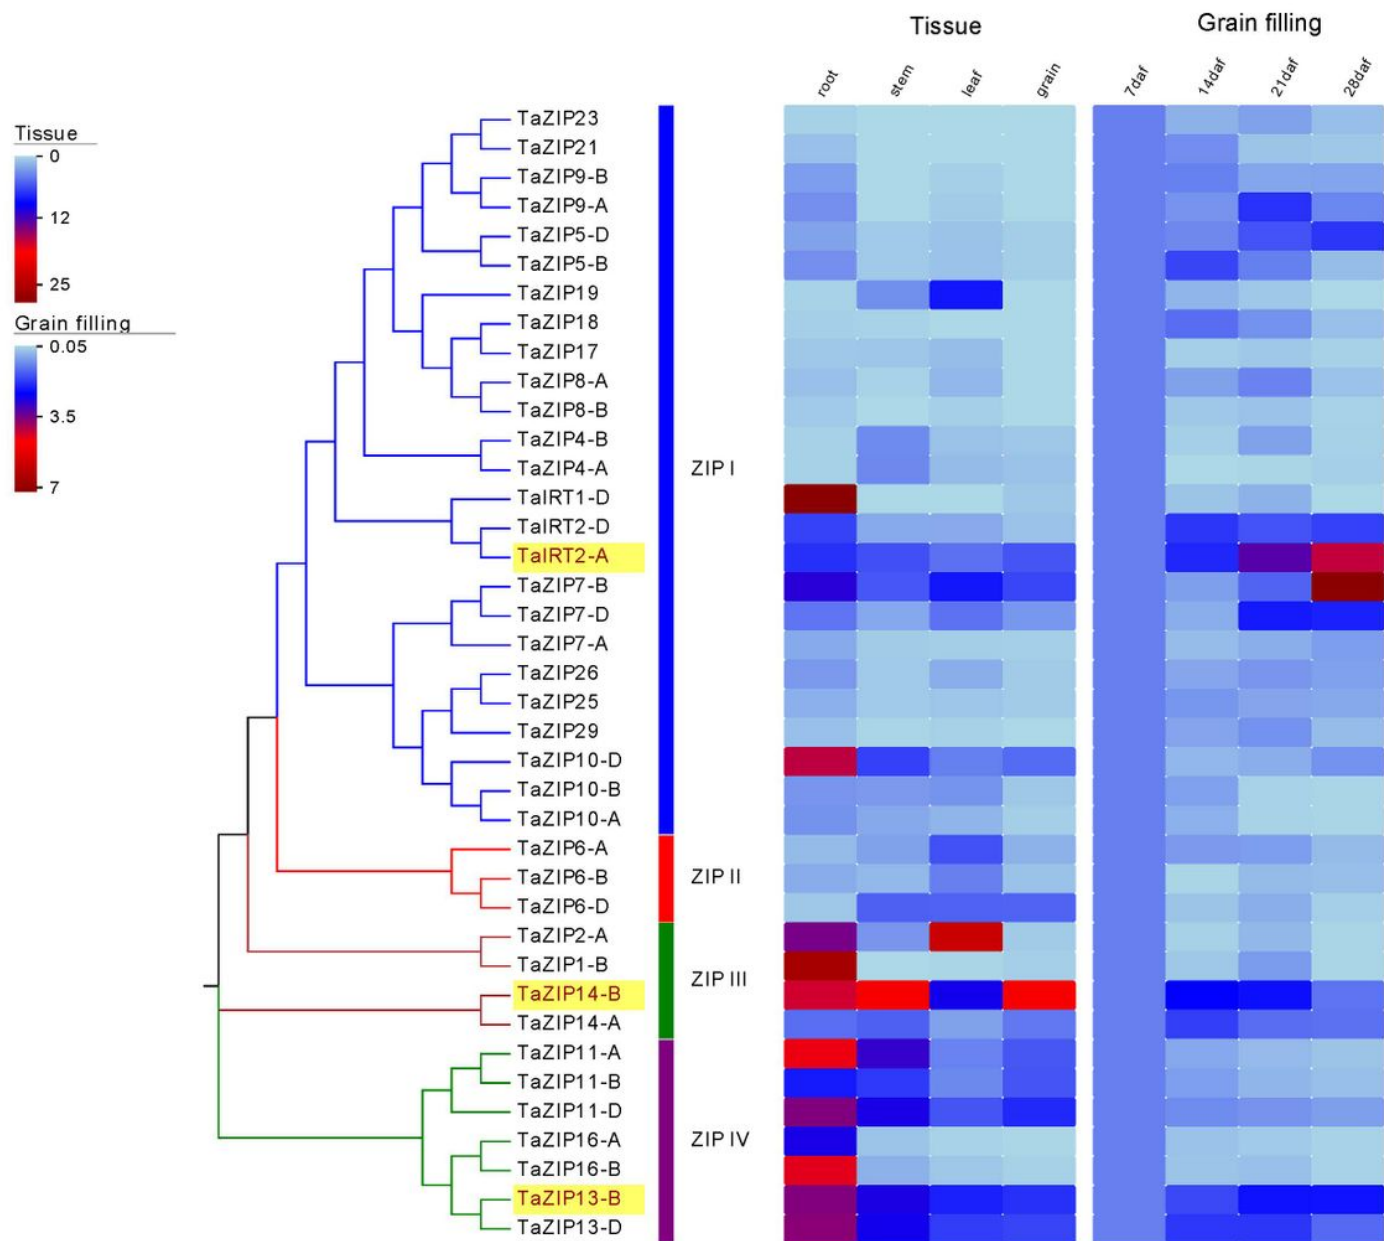 Tissue
Grain filling
root
stem
leaf
grain
7daf
14daf
21daf
28daf
Tissue
0
12
25
Grain filling
0.05
3.5
7
TaZIP23
TaZIP21
TaZIP9-B
TaZIP9-A
TaZIP5-D
TaZIP5-B
TaZIP19
TaZIP18
TaZIP17
TaZIP8-A
TaZIP8-B
TaZIP4-B
TaZIP4-A
TaIRT1-D
TaIRT2-D
TaIRT2-A
TaZIP7-B
TaZIP7-D
TaZIP7-A
TaZIP26
TaZIP25
TaZIP29
TaZIP10-D
TaZIP10-B
TaZIP10-A
TaZIP6-A
TaZIP6-B
TaZIP6-D
TaZIP2-A
TaZIP1-B
TaZIP14-B
TaZIP14-A
TaZIP11-A
TaZIP11-B
TaZIP11-D
TaZIP16-A
TaZIP16-B
TaZIP13-B
TaZIP13-D
ZIP I
ZIP II
ZIP III
ZIP IV